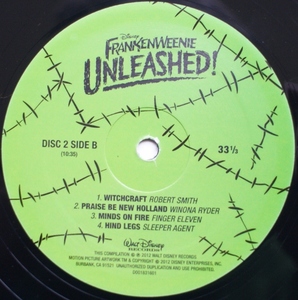 Disney
FRANKENWEENIE
UNLEASHED!
DISC 2 SIDE B
(10:35)
33 1/3
1. WITCHCRAFT ROBERT SMITH
2. PRAISE BE NEW HOLLAND WINONA RYDER
3. MINDS ON FIRE FINGER ELEVEN
4. HIND LEGS SLEEPER AGENT
Walt Disney
RECORDS
THIS COMPILATION ℗ © 2012 WALT DISNEY RECORDS
MOTION PICTURE ARTWORK TM & COPYRIGHT © 2012 DISNEY ENTERPRISES, INC.
BURBANK, CA 91521. UNAUTHORIZED DUPLICATION AND USE PROHIBITED.